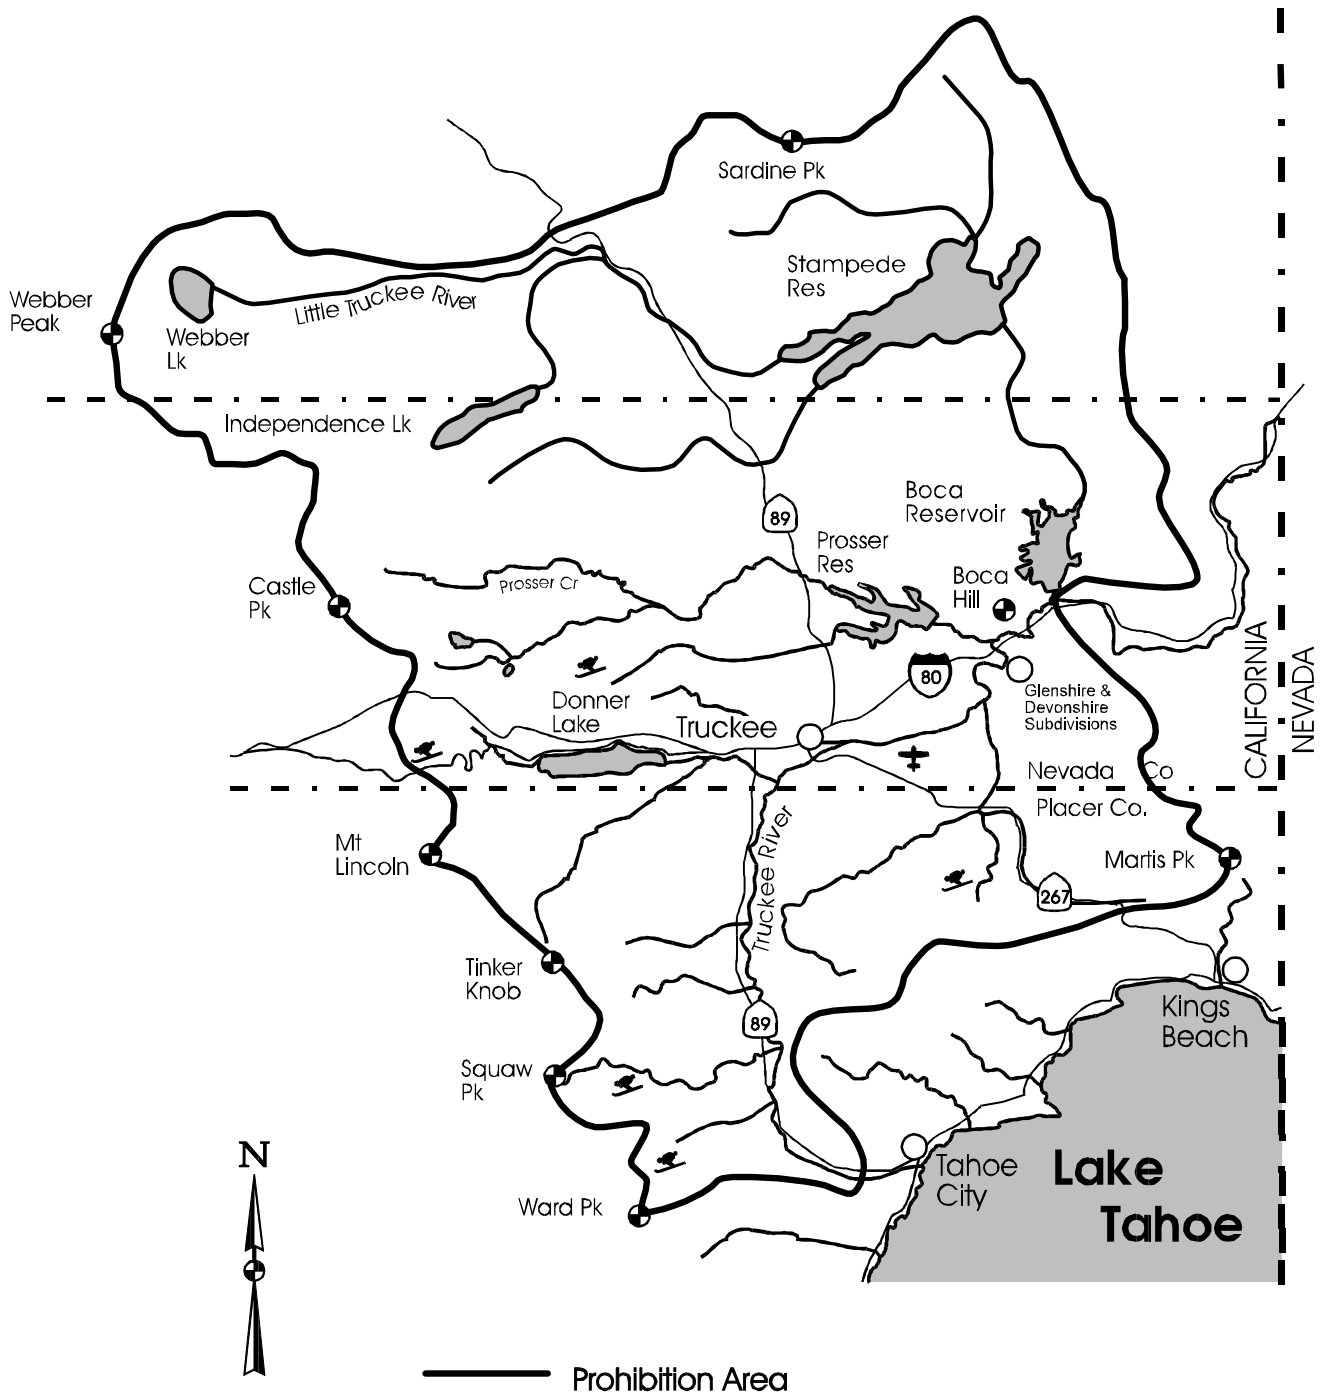 Sardine Pk
Stampede
Res
Webber
Peak
Little Truckee River
Webber
Lk
Independence Lk
89
Boca
Reservoir
Prosser
Res
Prosser Cr
Boca
Hill
Castle
Pk
80
Glenshire &
Devonshire
Subdivisions
CALIFORNIA
NEVADA
Donner
Lake
Truckee
Nevada Co
Placer Co.
Mt
Lincoln
Truckee River
Martis Pk
267
Tinker
Knob
89
Kings
Beach
Squaw
Pk
N
Tahoe
City
Lake
Tahoe
Ward Pk
Prohibition Area